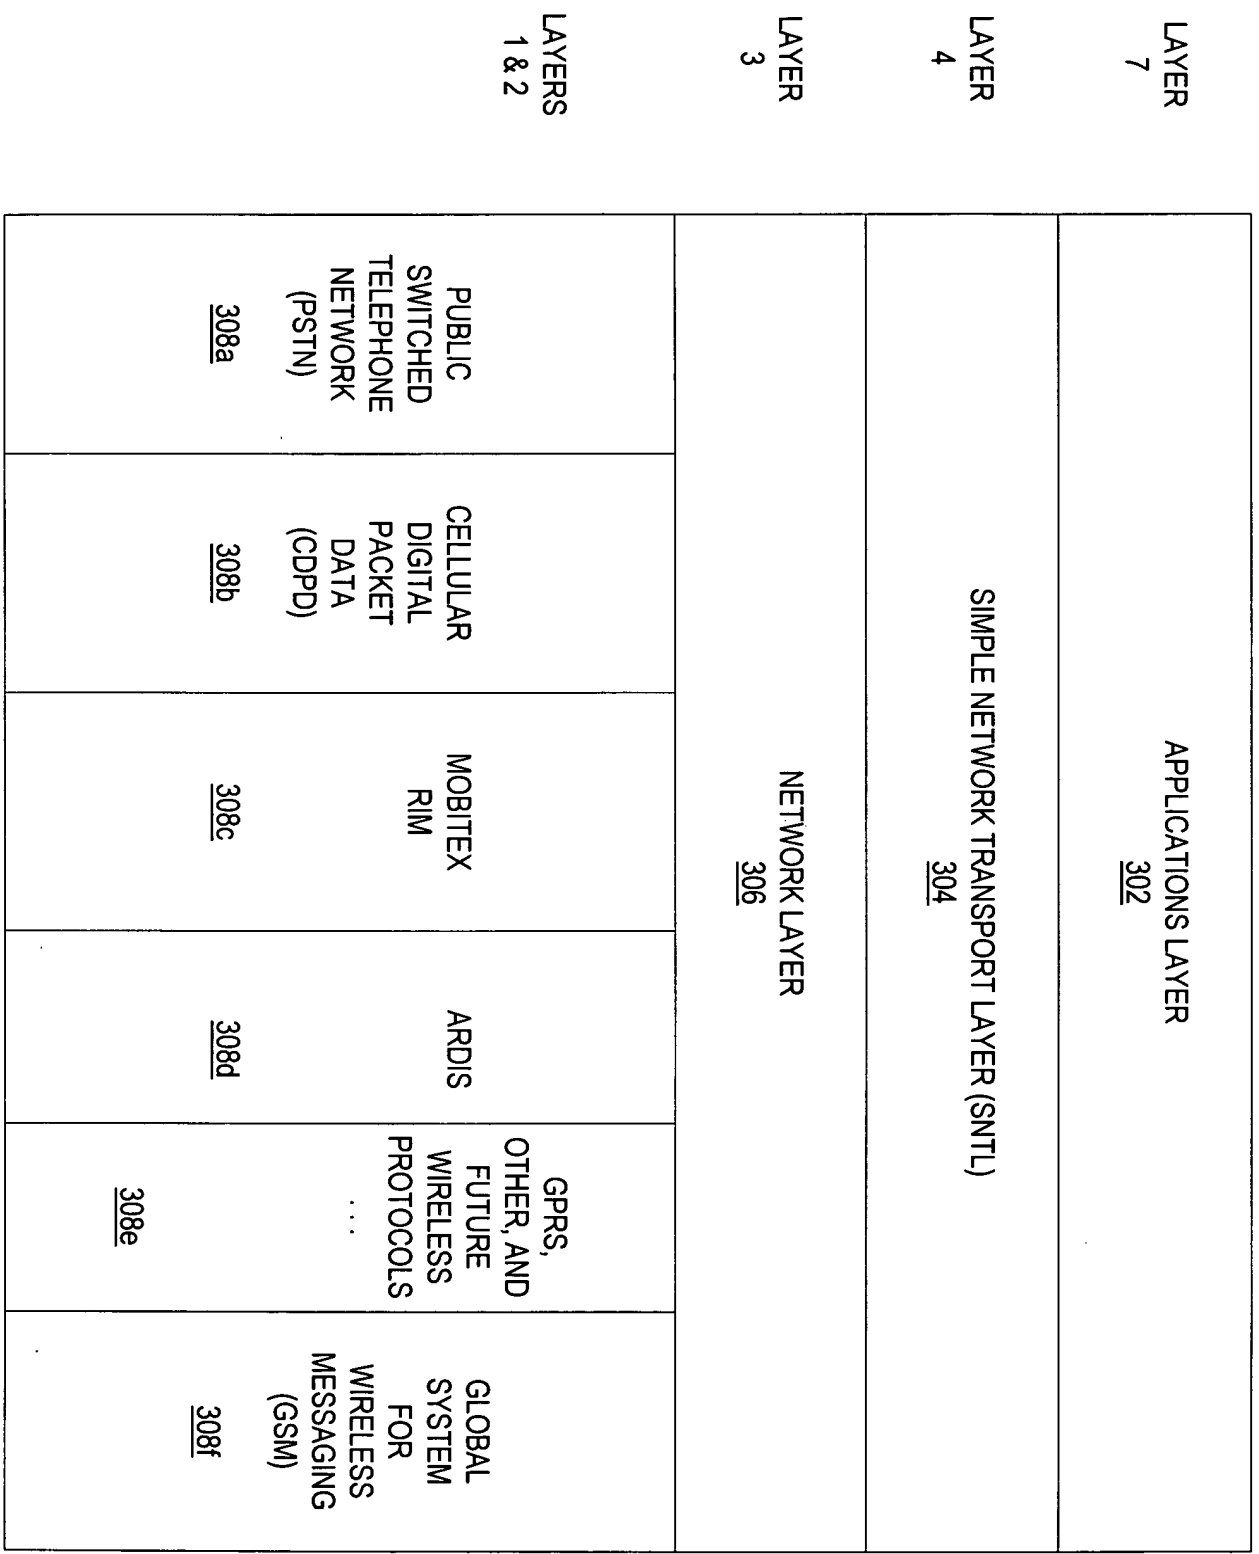 LAYER
7
APPLICATIONS LAYER
302
LAYER
4
SIMPLE NETWORK TRANSPORT LAYER (SNTL)
304
LAYER
3
NETWORK LAYER
306
LAYERS
1 & 2
PUBLIC
SWITCHED
TELEPHONE
NETWORK
(PSTN)
308a
CELLULAR
DIGITAL
PACKET
DATA
(CDPD)
308b
MOBITEX
RIM
308c
ARDIS
308d
GPRS,
OTHER, AND
FUTURE
WIRELESS
PROTOCOLS
...
308e
GLOBAL
SYSTEM
FOR
WIRELESS
MESSAGING
(GSM)
308f